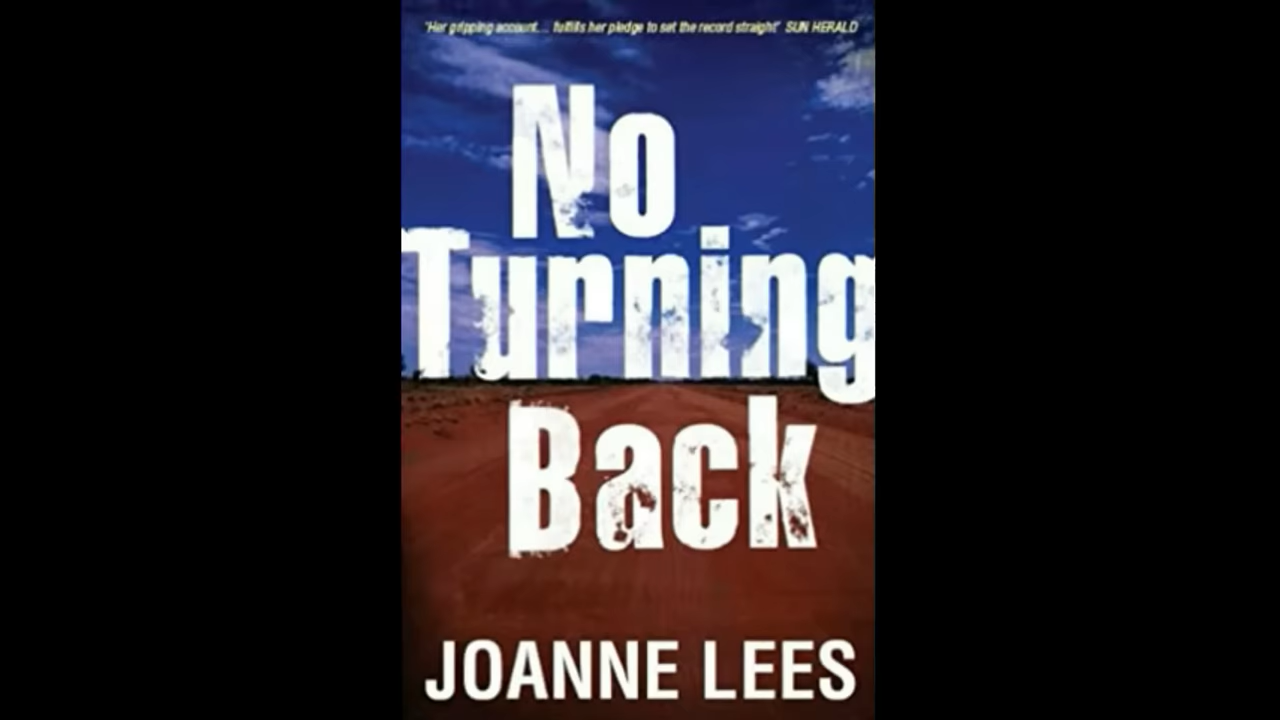 'Her gripping account... fulfills her pledge to set the record straight' SUN HERALD
No
Turning
Back
JOANNE LEES